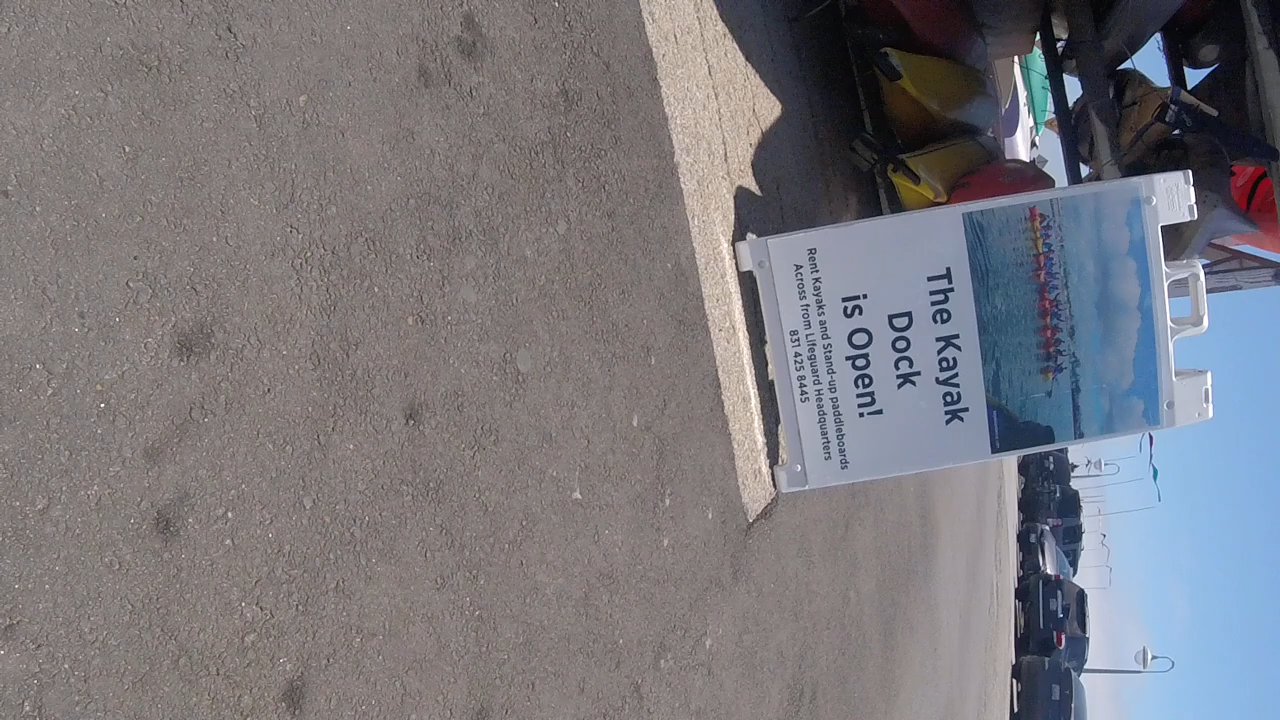 The Kayak
Dock
is Open!
Rent Kayaks and Stand-up paddleboards
Across from Lifeguard Headquarters
831 425 8445